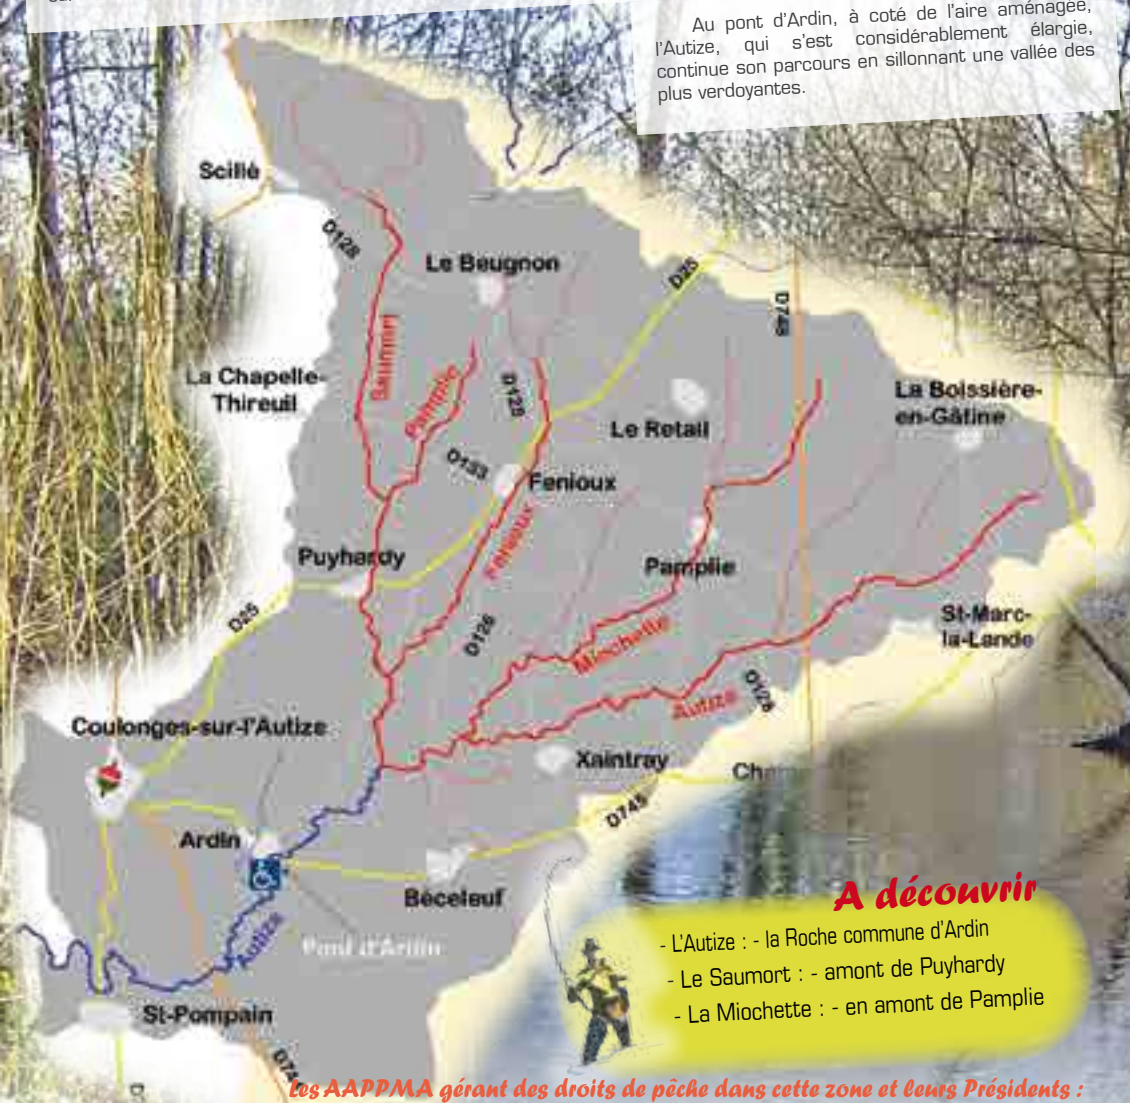 Au pont d'Ardin, à coté de l'aire aménagée,
l'Autize, qui s'est considérablement élargie,
continue son parcours en sillonnant une vallée des
plus verdoyantes.
Scillé
D128
Le Beugnon
D25
D748
Saumort
Pamplie
D128
La Chapelle-
Thireuil
La Boissière-
en-Gâtine
Le Retail
D133
Fenioux
Fenioux
Puyhardy
Pamplie
D25
D126
Miochette
St-Marc-
la-Lande
Autize
D128
Coulonges-sur-l'Autize
Xaintray
D745
Ardin
Béceleuf
Autize
Pont d'Ardin
St-Pompain
A découvrir
- L'Autize : - la Roche commune d'Ardin
- Le Saumort : - amont de Puyhardy
- La Miochette : - en amont de Pamplie
Les AAPPMA gérant des droits de pêche dans cette zone et leurs Présidents :